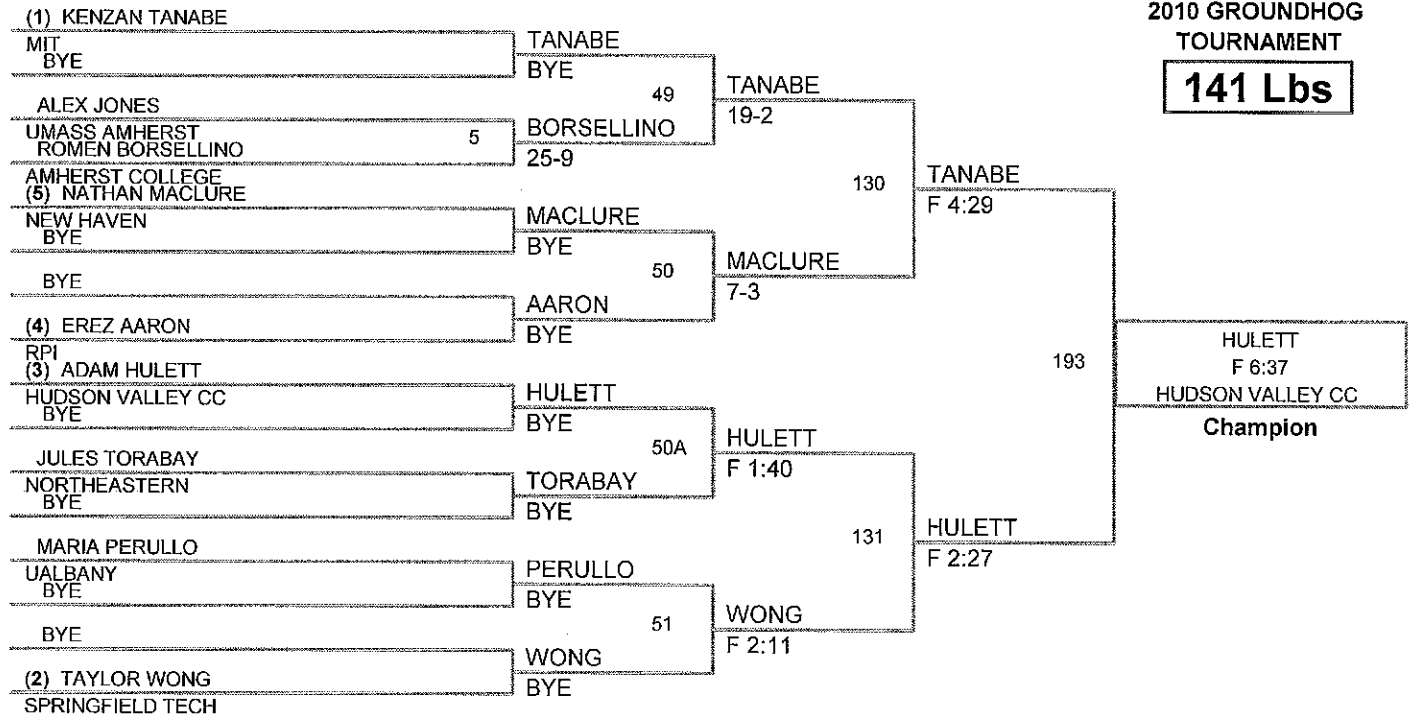 2010 GROUNDHOG
TOURNAMENT
141 Lbs
(1) KENZAN TANABE
MIT
BYE
ALEX JONES
UMASS AMHERST
ROMEN BORSELLINO
AMHERST COLLEGE
(5) NATHAN MACLURE
NEW HAVEN
BYE
BYE
(4) EREZ AARON
RPI
(3) ADAM HULETT
HUDSON VALLEY CC
BYE
JULES TORABAY
NORTHEASTERN
BYE
MARIA PERULLO
UALBANY
BYE
BYE
(2) TAYLOR WONG
SPRINGFIELD TECH
5
TANABE
BYE
BORSELLINO
25-9
MACLURE
BYE
AARON
BYE
HULETT
BYE
TORABAY
BYE
PERULLO
BYE
WONG
BYE
49
50
50A
51
TANABE
19-2
MACLURE
7-3
HULETT
F 1:40
WONG
F 2:11
130
131
TANABE
F 4:29
HULETT
F 2:27
193
HULETT
F 6:37
HUDSON VALLEY CC
Champion